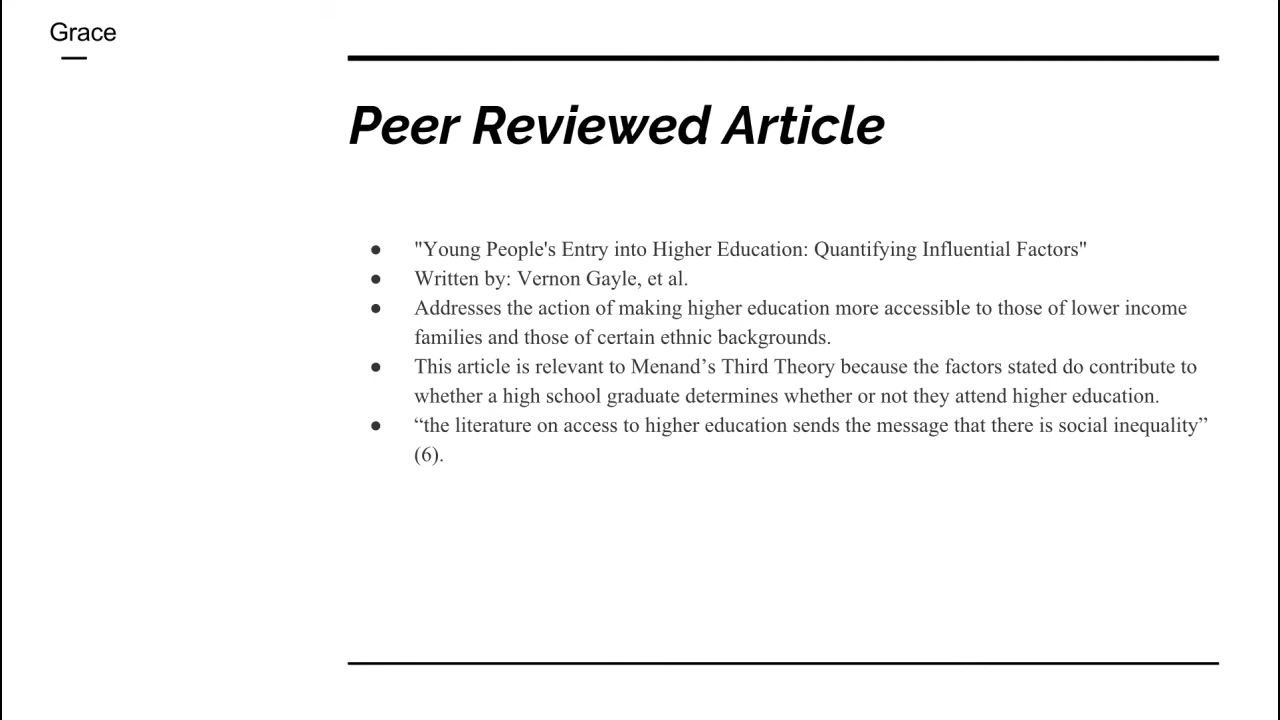 Grace
Peer Reviewed Article
● "Young People's Entry into Higher Education: Quantifying Influential Factors"
● Written by: Vernon Gayle, et al.
● Addresses the action of making higher education more accessible to those of lower income
families and those of certain ethnic backgrounds.
● This article is relevant to Menand’s Third Theory because the factors stated do contribute to
whether a high school graduate determines whether or not they attend higher education.
● “the literature on access to higher education sends the message that there is social inequality”
(6).